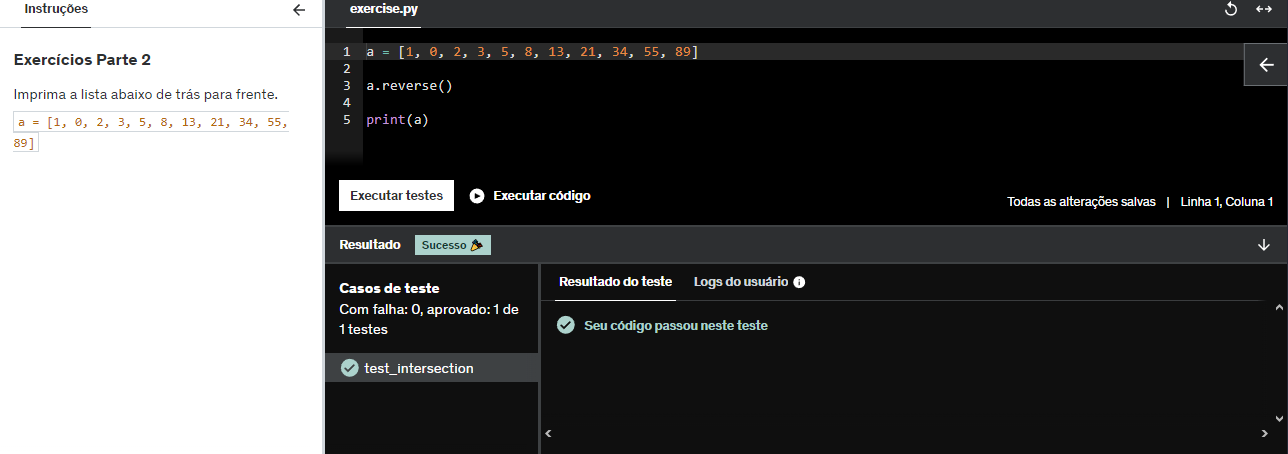 Instruções
Exercícios Parte 2
Imprima a lista abaixo de trás para frente.
a = [1, 0, 2, 3, 5, 8, 13, 21, 34, 55,
89]
exercise.py
1 a = [1, 0, 2, 3, 5, 8, 13, 21, 34, 55, 89]
2
3 a.reverse()
4
5 print(a)
Executar testes
Executar código
Todas as alterações salvas | Linha 1, Coluna 1
Resultado
Sucesso
Casos de teste
Com falha: 0, aprovado: 1 de
1 testes
test_intersection
Resultado do teste
Logs do usuário
Seu código passou neste teste